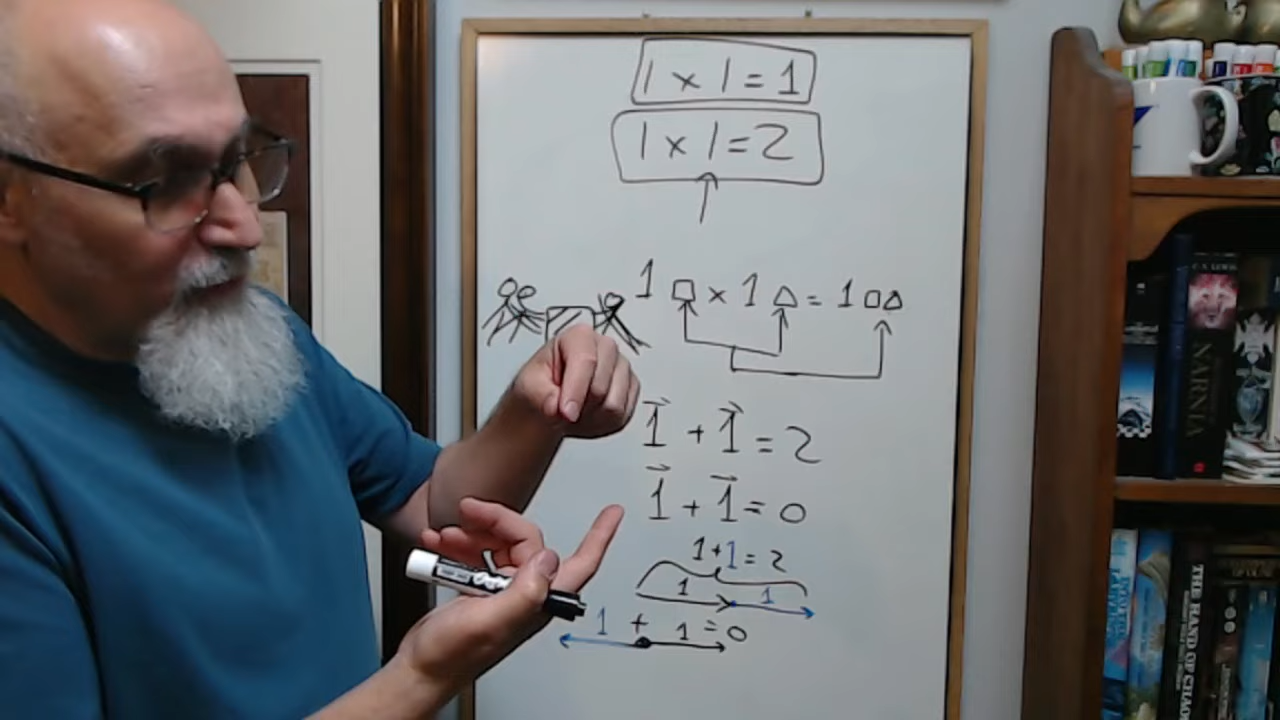 1 x 1 = 1
1 x 1 = 2
1 □ x 1 △ = 1 □△
1⃗ + 1⃗ = 2
1⃗ + 1⃗ = 0
1 + 1 = 2
1 1
1 + 1 = 0
NARNIA
THE HAND OF CHAOS